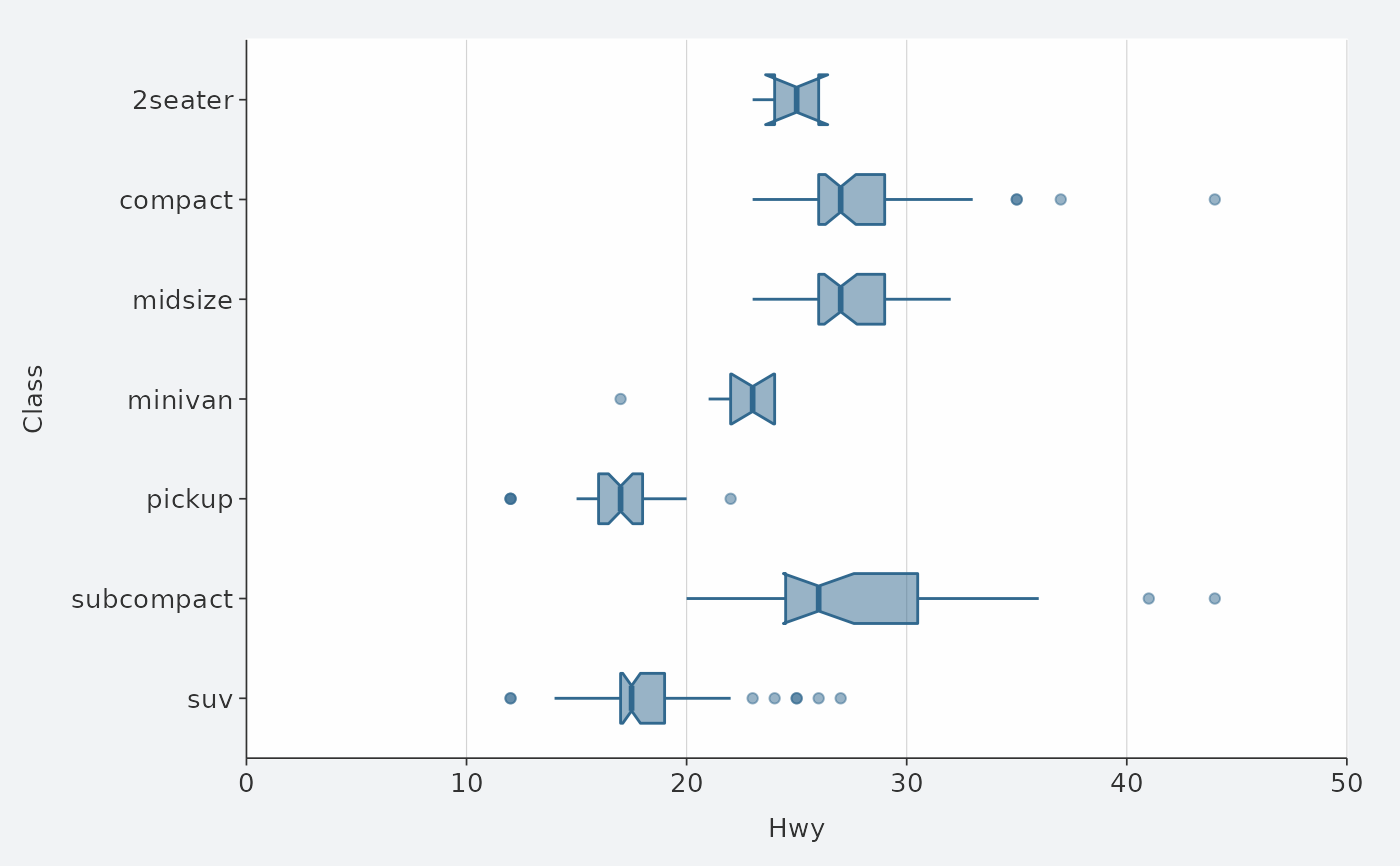 2seater
compact
midsize
minivan
pickup
subcompact
suv
Class
0 10 20 30 40 50
Hwy